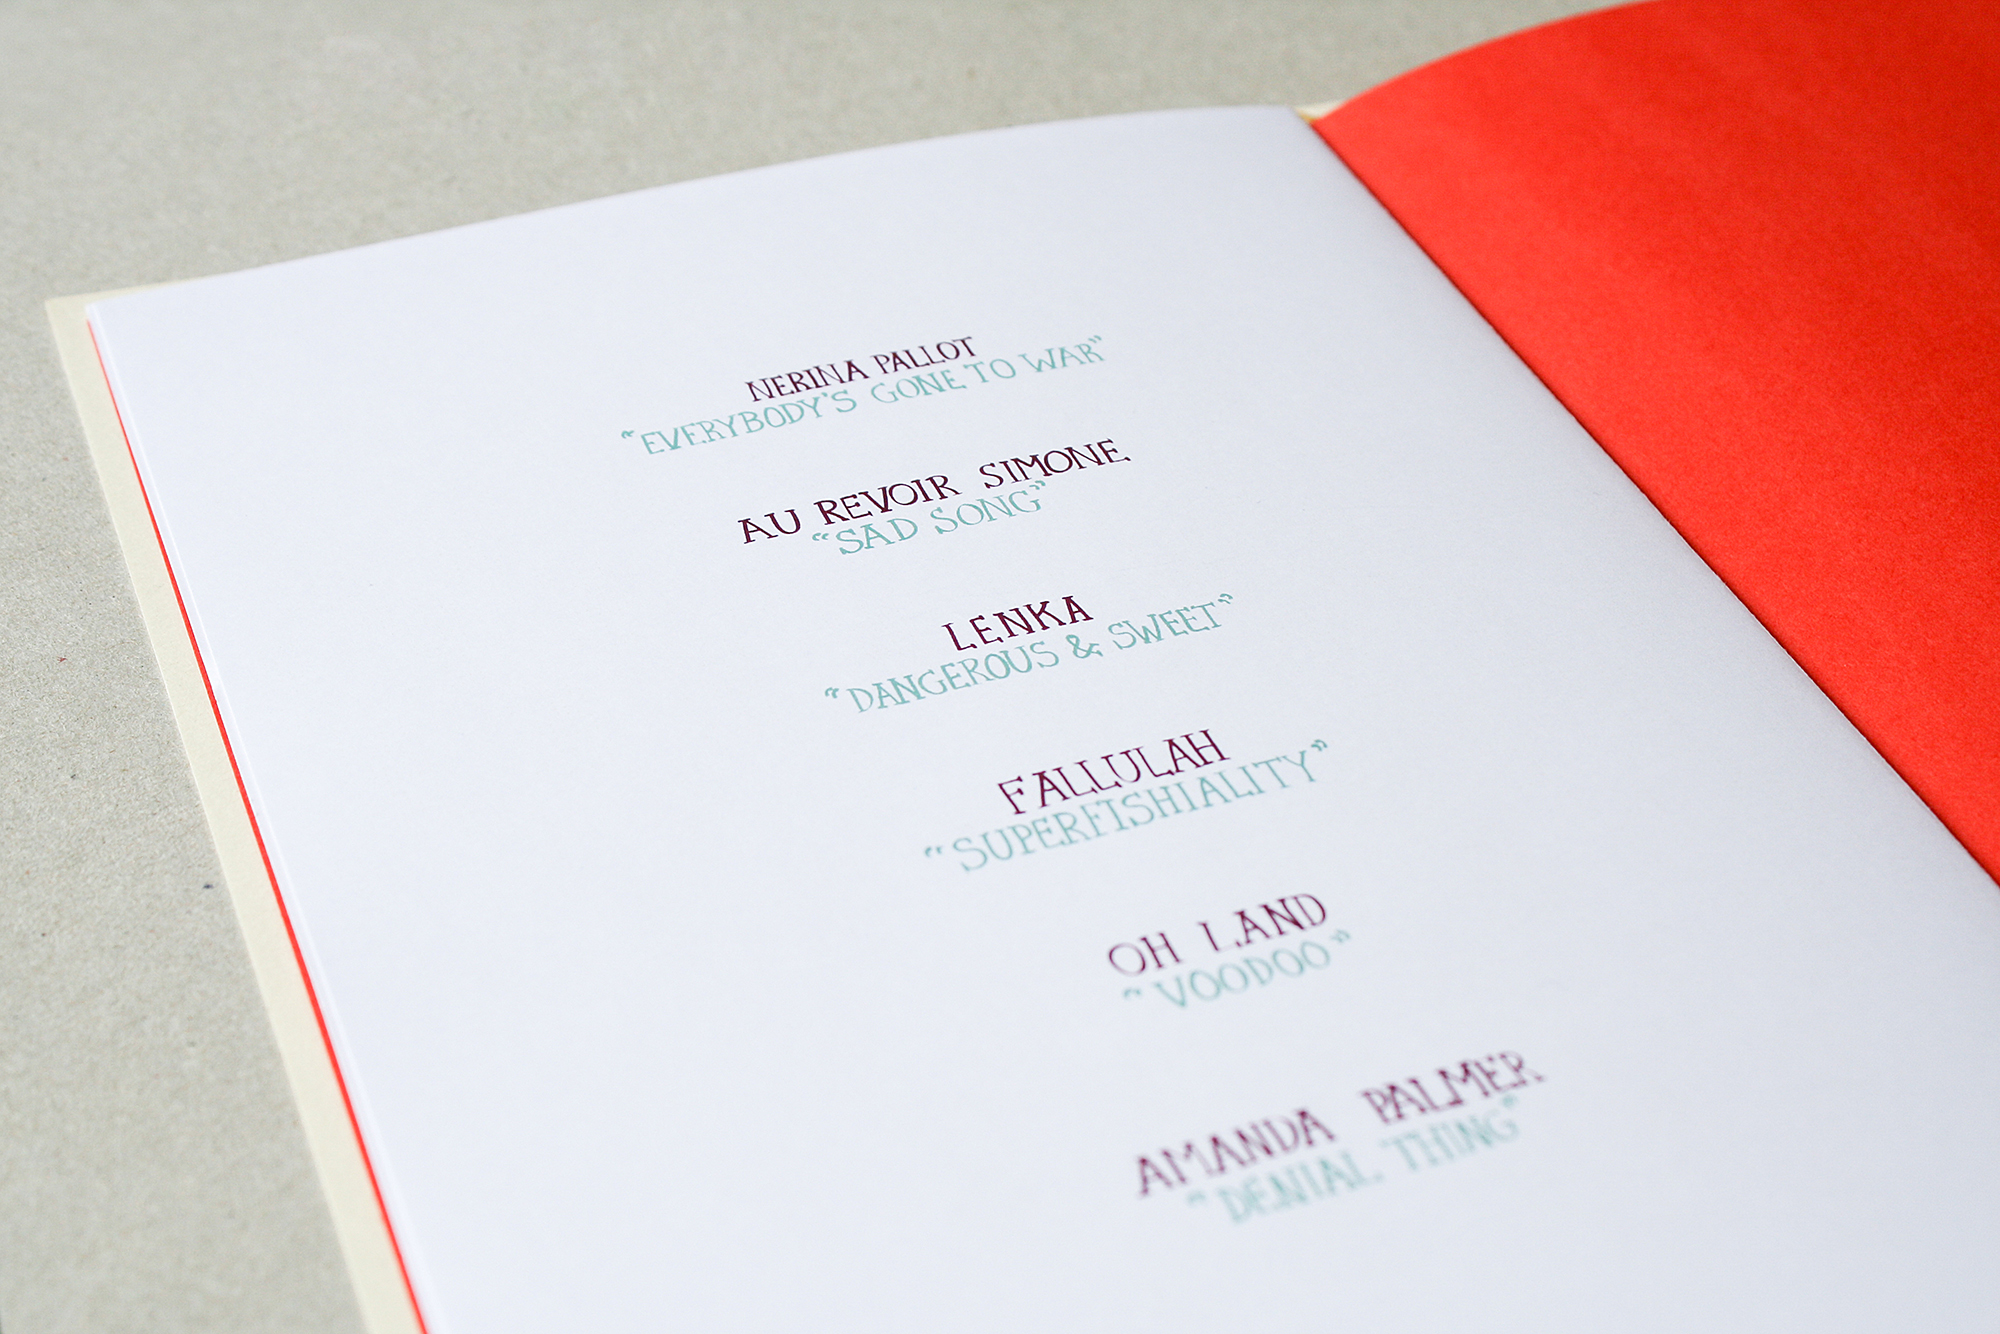 NERINA PALLOT
“EVERYBODY'S GONE TO WAR”
AU REVOIR SIMONE
“SAD SONG”
LENKA
“DANGEROUS & SWEET”
FALLULAH
“SUPERFISHIALITY”
OH LAND
“VOODOO”
AMANDA PALMER
“DENIAL THING”